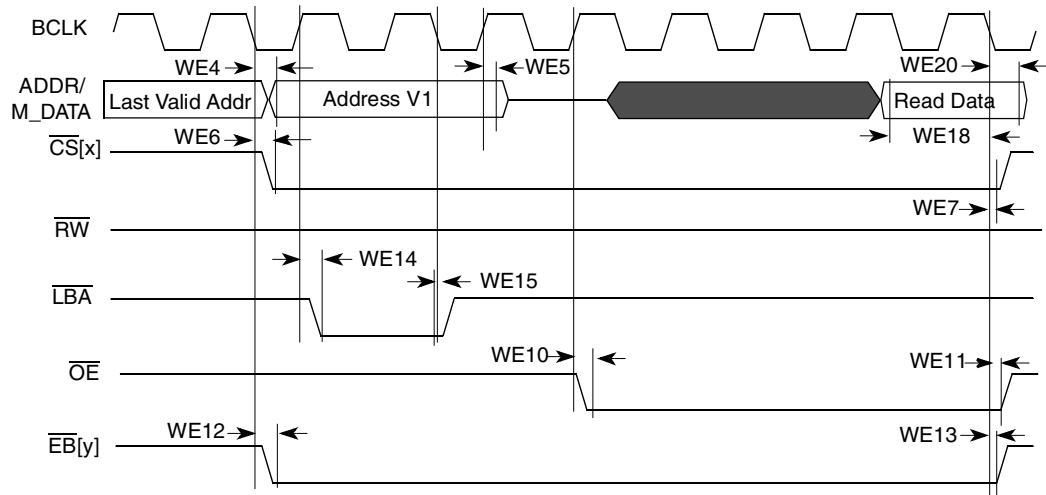 BCLK
WE4
WE5
WE20
ADDR/
M_DATA
Last Valid Addr
Address V1
Read Data
WE6
WE18
CS[x]
WE7
RW
WE14
WE15
LBA
WE10
WE11
OE
WE12
WE13
EB[y]